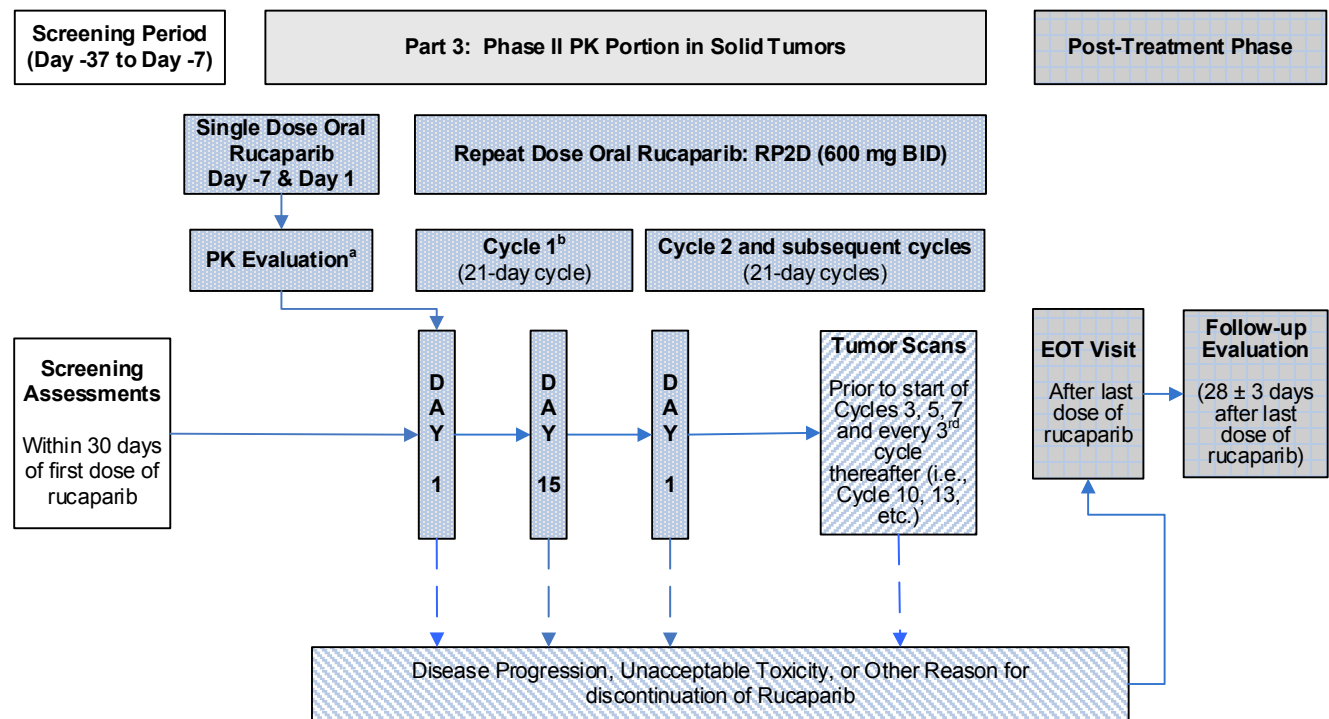 Screening Period
(Day -37 to Day -7)
Part 3: Phase II PK Portion in Solid Tumors
Post-Treatment Phase
Single Dose Oral
Rucaparib
Day -7 & Day 1
Repeat Dose Oral Rucaparib: RP2D (600 mg BID)
PK Evaluationᵃ
Cycle 1ᵇ
(21-day cycle)
Cycle 2 and subsequent cycles
(21-day cycles)
Screening
Assessments
Within 30 days
of first dose of
rucaparib
D
A
Y
1
D
A
Y
15
D
A
Y
1
Tumor Scans
Prior to start of
Cycles 3, 5, 7
and every 3ʳᵈ
cycle
thereafter (i.e.,
Cycle 10, 13,
etc.)
EOT Visit
After last
dose of
rucaparib
Follow-up
Evaluation
(28 ± 3 days
after last
dose of
rucaparib)
Disease Progression, Unacceptable Toxicity, or Other Reason for
discontinuation of Rucaparib